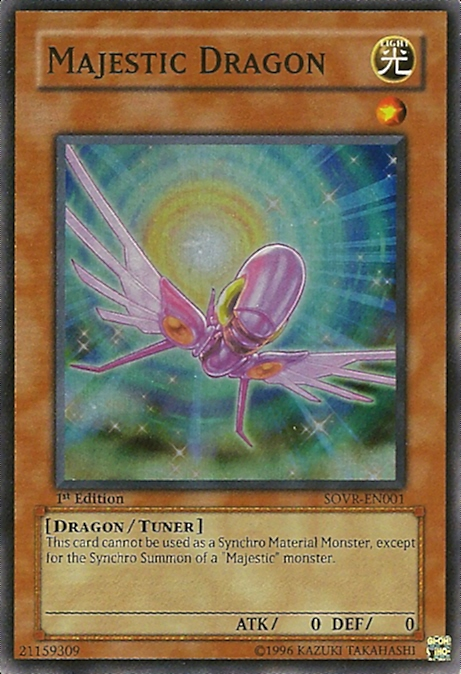 Majestic Dragon
LIGHT
光
1st Edition
SOVR-EN001
[Dragon/Tuner]
This card cannot be used as a Synchro Material Monster, except
for the Synchro Summon of a "Majestic" monster.
ATK/ 0 DEF/ 0
21159309
©1996 KAZUKI TAKAHASHI